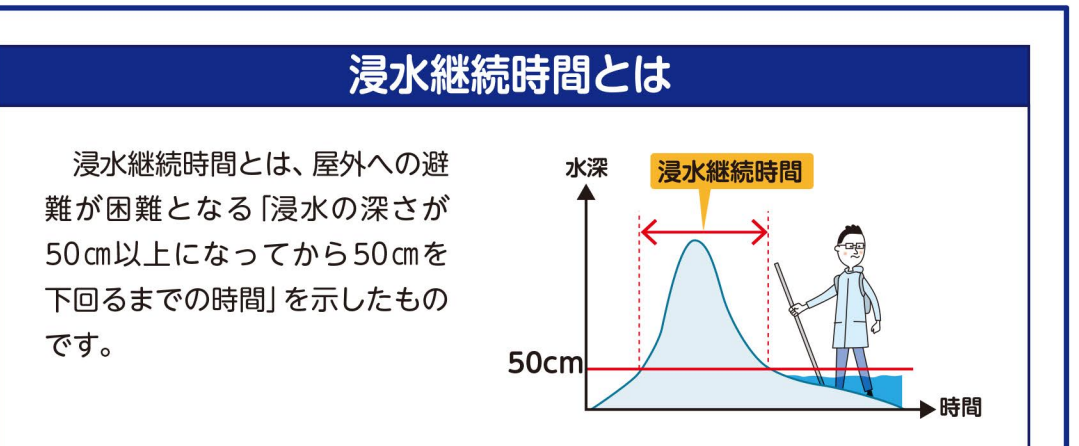 浸水継続時間とは
　浸水継続時間とは、屋外への避
難が困難となる「浸水の深さが
50㎝以上になってから50㎝を
下回るまでの時間」を示したもの
です。
水深
浸水継続時間
50cm
時間